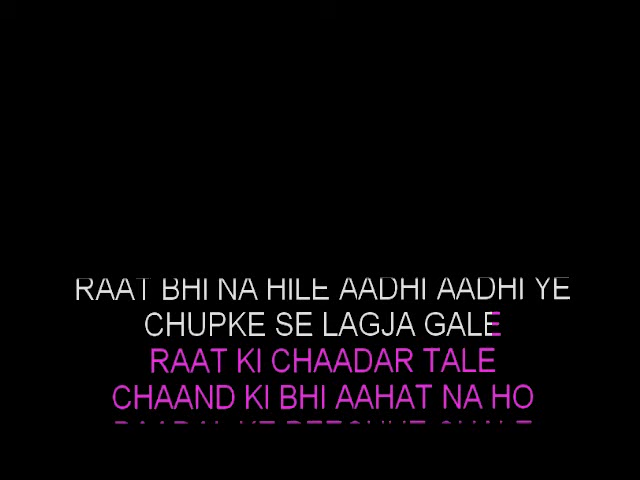 RAAT BHI NA HILE AADHI AADHI YE
CHUPKE SE LAGJA GALE
RAAT KI CHAADAR TALE
CHAAND KI BHI AAHAT NA HO